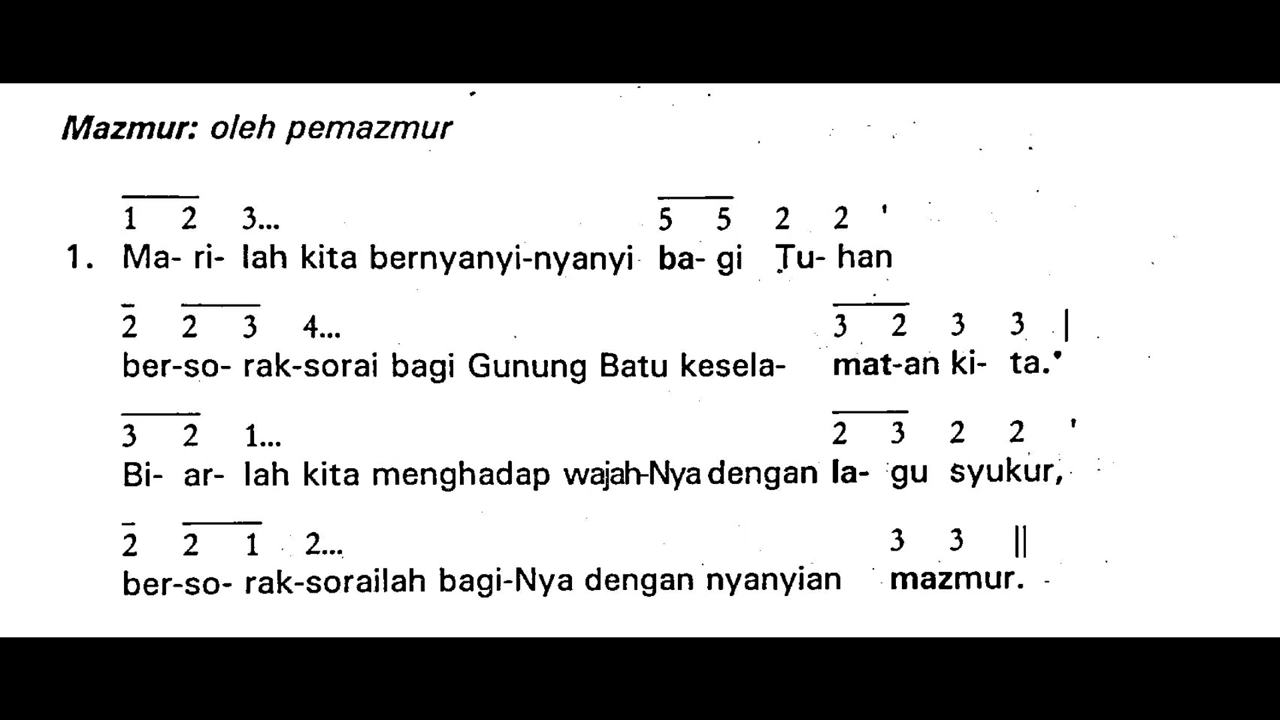 Mazmur: oleh pemazmur
1 2 3... 5 5 2 2 '
1. Ma- ri- lah kita bernyanyi-nyanyi ba- gi Tu- han
2 2 3 4... 3 2 3 3 |
ber-so- rak-sorai bagi Gunung Batu kesela- mat-an ki- ta.
3 2 1... 2 3 2 2 '
Bi- ar- lah kita menghadap wajah-Nya dengan la- gu syukur,
2 2 1 2... 3 3 ||
ber-so- rak-sorailah bagi-Nya dengan nyanyian mazmur.